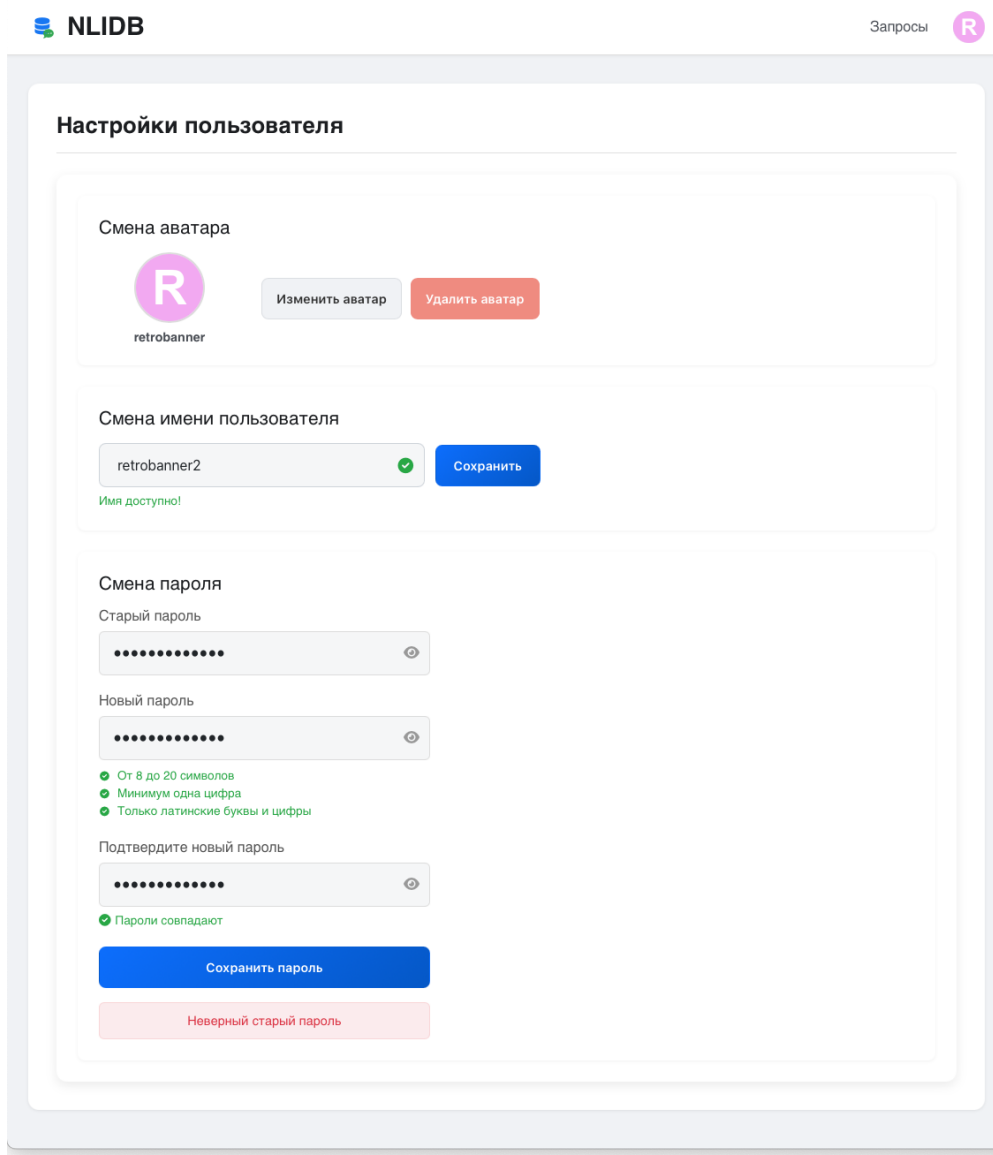 NLIDB
Запросы
R
Настройки пользователя
Смена аватара
R
Изменить аватар
Удалить аватар
retrobanner
Смена имени пользователя
retrobanner2
Сохранить
Имя доступно!
Смена пароля
Старый пароль
•••••••••••••
Новый пароль
•••••••••••••
От 8 до 20 символов
Минимум одна цифра
Только латинские буквы и цифры
Подтвердите новый пароль
•••••••••••••
Пароли совпадают
Сохранить пароль
Неверный старый пароль